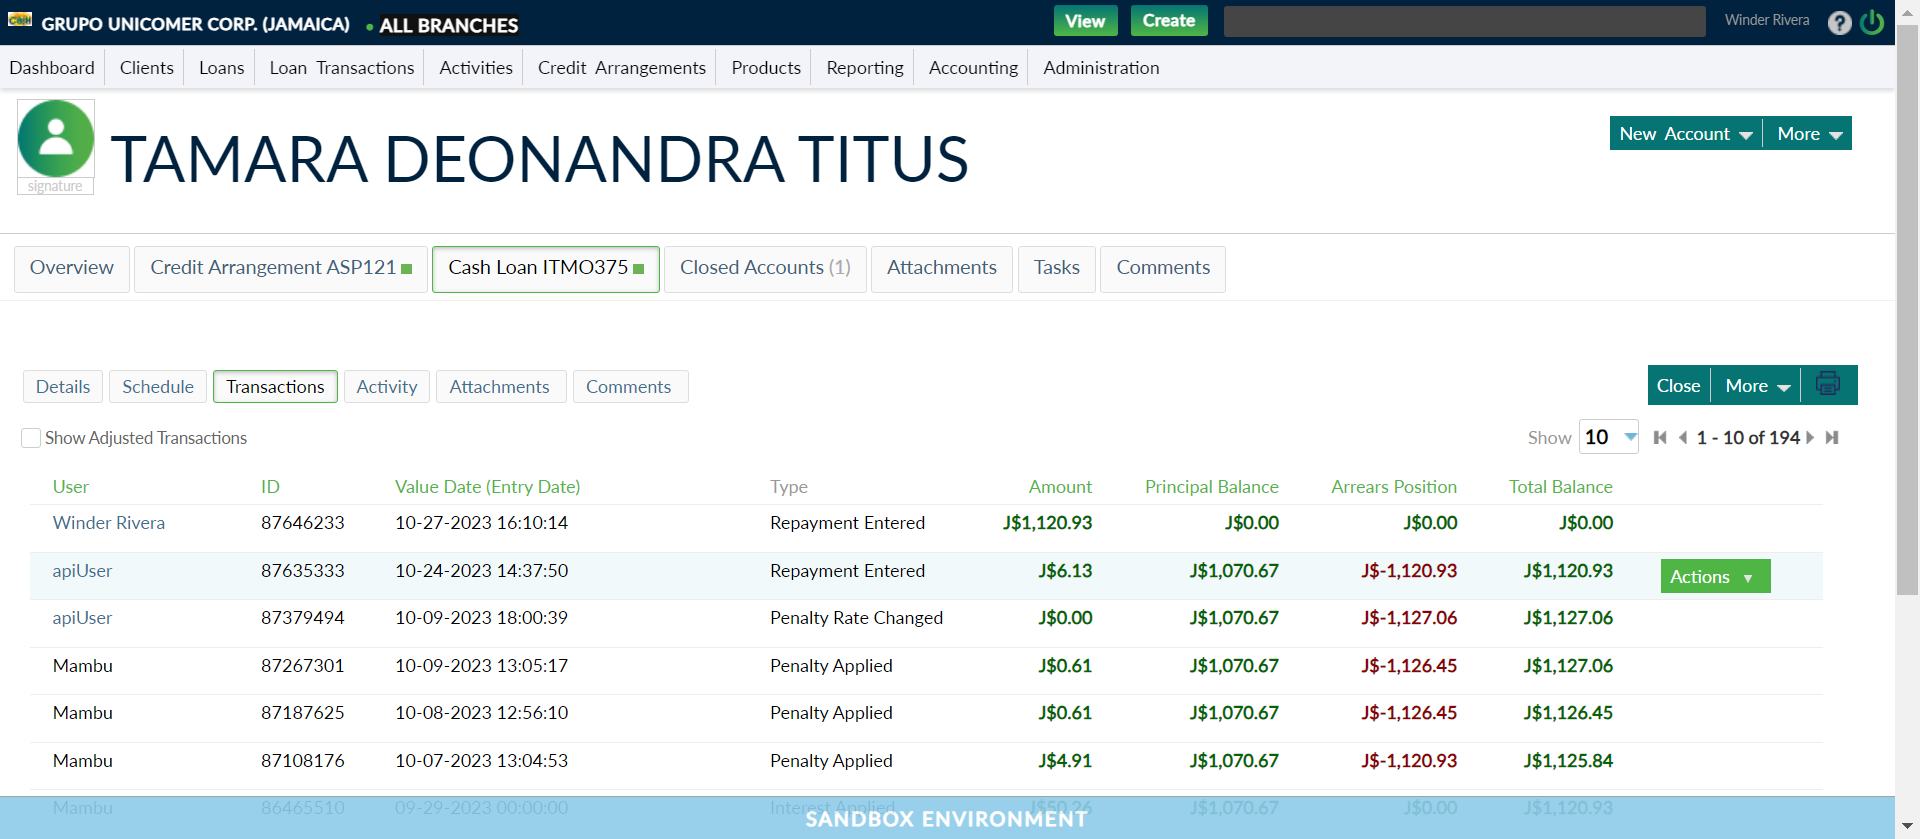 Cash GRUPO UNICOMER CORP. (JAMAICA) • ALL BRANCHES View Create Winder Rivera ?
Dashboard Clients Loans Loan Transactions Activities Credit Arrangements Products Reporting Accounting Administration
signature
TAMARA DEONANDRA TITUS
New Account More
Overview Credit Arrangement ASP121 Cash Loan ITMO375 Closed Accounts (1) Attachments Tasks Comments
Details Schedule Transactions Activity Attachments Comments Close More
Show Adjusted Transactions Show 10 1 - 10 of 194
User ID Value Date (Entry Date) Type Amount Principal Balance Arrears Position Total Balance
Winder Rivera 87646233 10-27-2023 16:10:14 Repayment Entered J$1,120.93 J$0.00 J$0.00 J$0.00
apiUser 87635333 10-24-2023 14:37:50 Repayment Entered J$6.13 J$1,070.67 J$-1,120.93 J$1,120.93 Actions ▼
apiUser 87379494 10-09-2023 18:00:39 Penalty Rate Changed J$0.00 J$1,070.67 J$-1,127.06 J$1,127.06
Mambu 87267301 10-09-2023 13:05:17 Penalty Applied J$0.61 J$1,070.67 J$-1,126.45 J$1,127.06
Mambu 87187625 10-08-2023 12:56:10 Penalty Applied J$0.61 J$1,070.67 J$-1,126.45 J$1,126.45
Mambu 87108176 10-07-2023 13:04:53 Penalty Applied J$4.91 J$1,070.67 J$-1,120.93 J$1,125.84
Mambu 86465510 09-29-2023 00:00:00 Interest Applied J$50.26 J$1,070.67 J$0.00 J$1,120.93
SANDBOX ENVIRONMENT